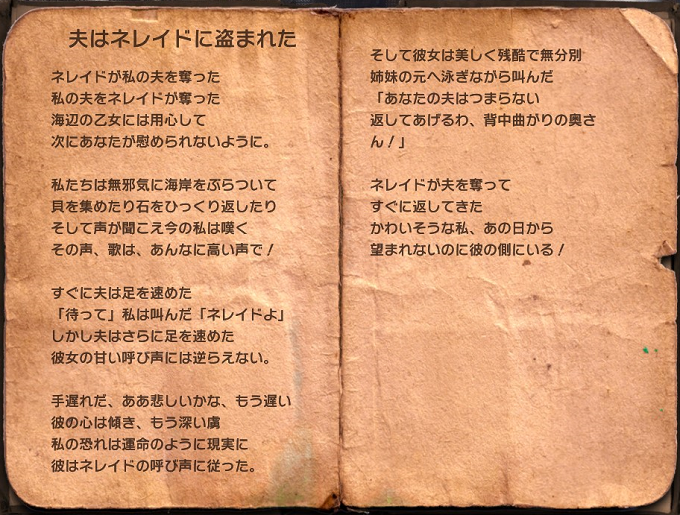 夫はネレイドに盗まれた
ネレイドが私の夫を奪った
私の夫をネレイドが奪った
海辺の乙女には用心して
次にあなたが慰められないように。
私たちは無邪気に海岸をぶらついて
貝を集めたり石をひっくり返したり
そして声が聞こえ今の私は嘆く
その声、歌は、あんなに高い声で！
すぐに夫は足を速めた
「待って」私は叫んだ「ネレイドよ」
しかし夫はさらに足を速めた
彼女の甘い呼び声には逆らえない。
手遅れだ、ああ悲しいかな、もう遅い
彼の心は傾き、もう深い虜
私の恐れは運命のように現実に
彼はネレイドの呼び声に従った。
そして彼女は美しく残酷で無分別
姉妹の元へ泳ぎながら叫んだ
「あなたの夫はつまらない
返してあげるわ、背中曲がりの奥さ
ん！」
ネレイドが夫を奪って
すぐに返してきた
かわいそうな私、あの日から
望まれないのに彼の側にいる！